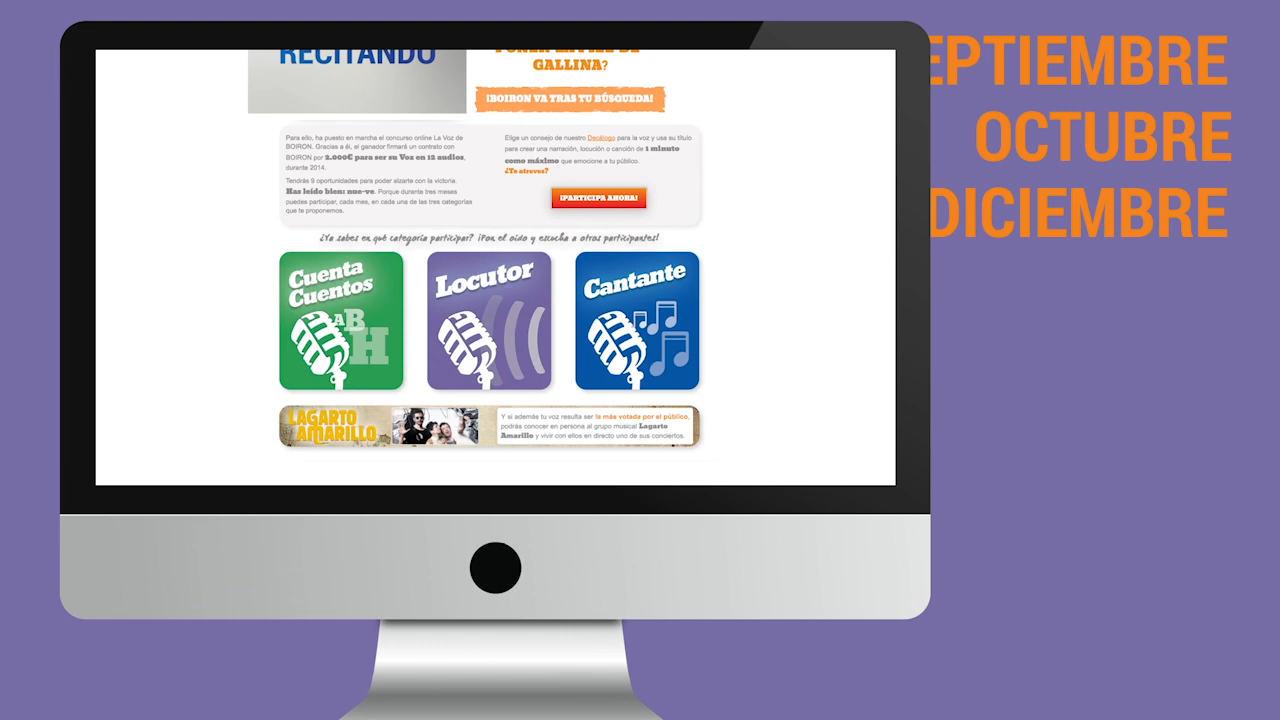 RECITANDO
PONER LA PIEL DE
GALLINA?
¡BOIRON VA TRAS TU BÚSQUEDA!
Para ello, ha puesto en marcha el concurso online La Voz de
BOIRON. Gracias a él, el ganador firmará un contrato con
BOIRON por 2.000€ para ser su Voz en 12 audios,
durante 2014.
Tendrás 9 oportunidades para poder alzarte con la victoria.
Has leído bien: nue-ve. Porque durante tres meses
puedes participar, cada mes, en cada una de las tres categorías
que te proponemos.
Elige un consejo de nuestro Decálogo para la voz y usa su título
para crear una narración, locución o canción de 1 minuto
como máximo que emocione a tu público.
¿Te atreves?
¡PARTICIPA AHORA!
¿Ya sabes en qué categoría participar? ¡Pon el oído y escucha a otros participantes!
Cuenta
Cuentos
A B
H
Locutor
Cantante
LAGARTO
AMARILLO
Y si además tu voz resulta ser la más votada por el público,
podrás conocer en persona al grupo musical Lagarto
Amarillo y vivir con ellos en directo uno de sus conciertos.
EPTIEMBRE
OCTUBRE
DICIEMBRE